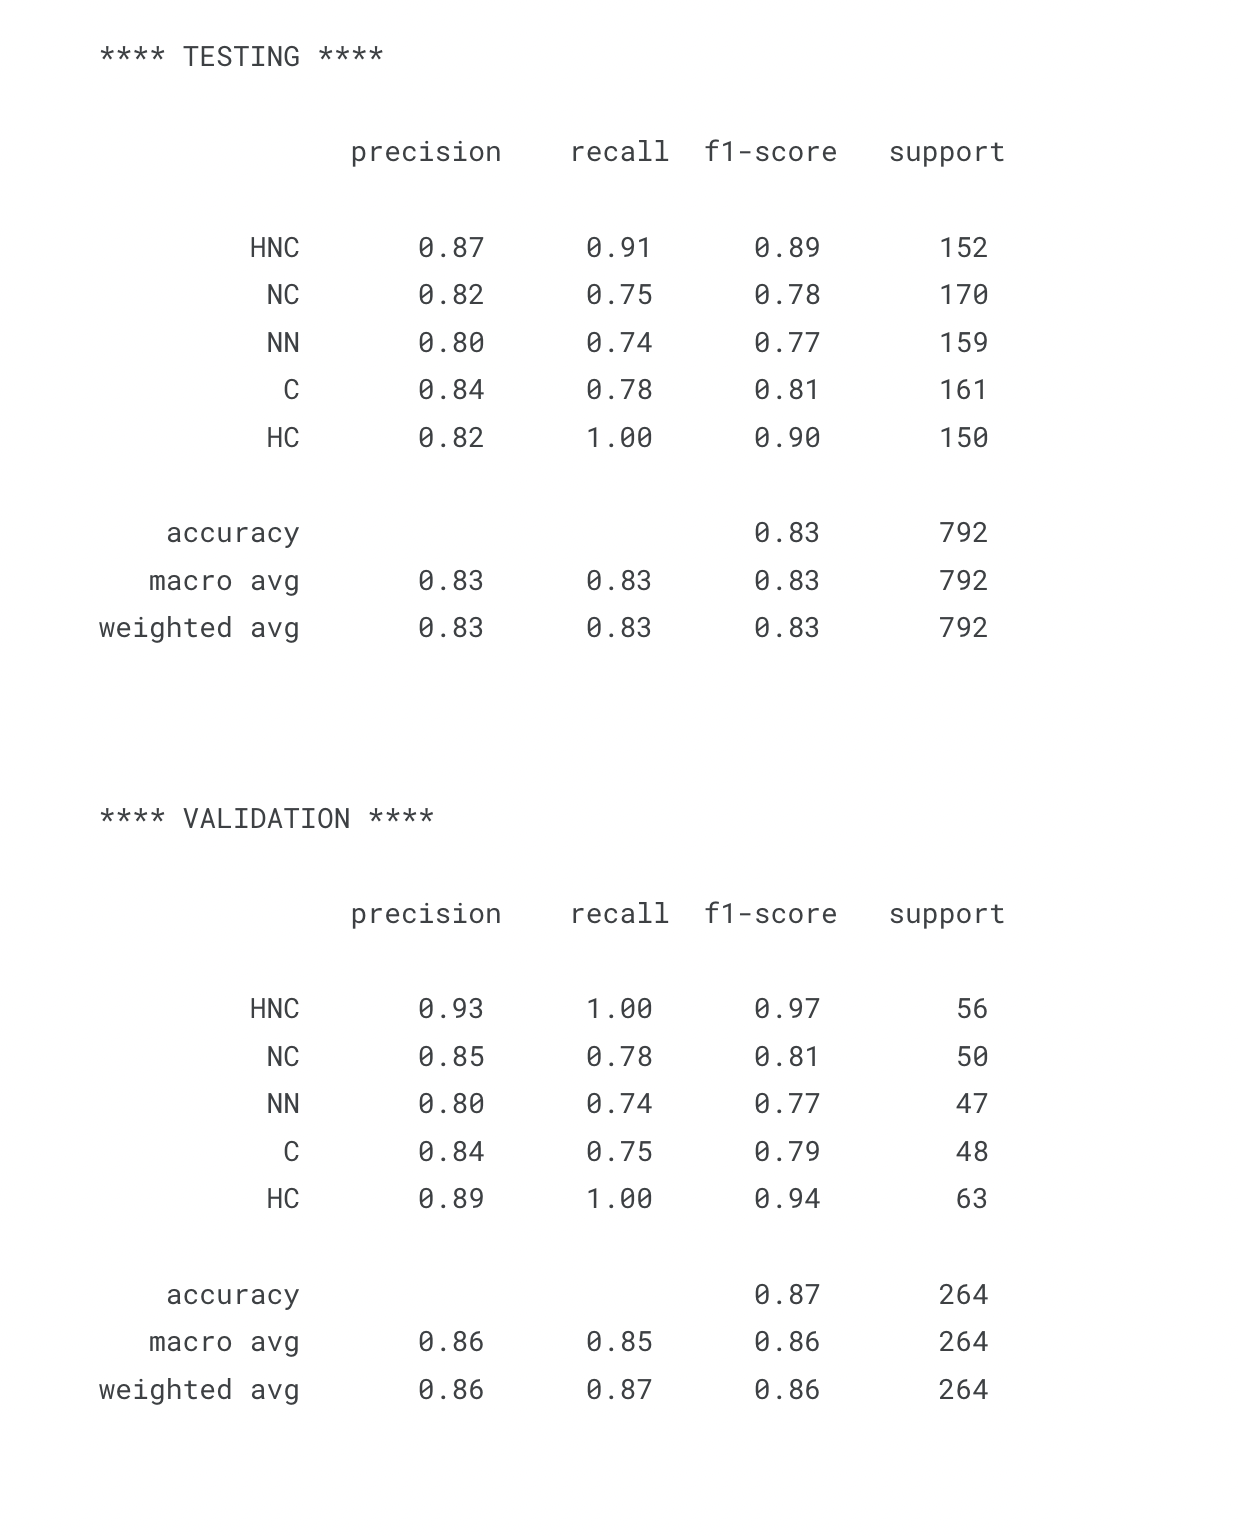 **** TESTING ****
precision recall f1-score support
HNC 0.87 0.91 0.89 152
NC 0.82 0.75 0.78 170
NN 0.80 0.74 0.77 159
C 0.84 0.78 0.81 161
HC 0.82 1.00 0.90 150
accuracy 0.83 792
macro avg 0.83 0.83 0.83 792
weighted avg 0.83 0.83 0.83 792
**** VALIDATION ****
precision recall f1-score support
HNC 0.93 1.00 0.97 56
NC 0.85 0.78 0.81 50
NN 0.80 0.74 0.77 47
C 0.84 0.75 0.79 48
HC 0.89 1.00 0.94 63
accuracy 0.87 264
macro avg 0.86 0.85 0.86 264
weighted avg 0.86 0.87 0.86 264